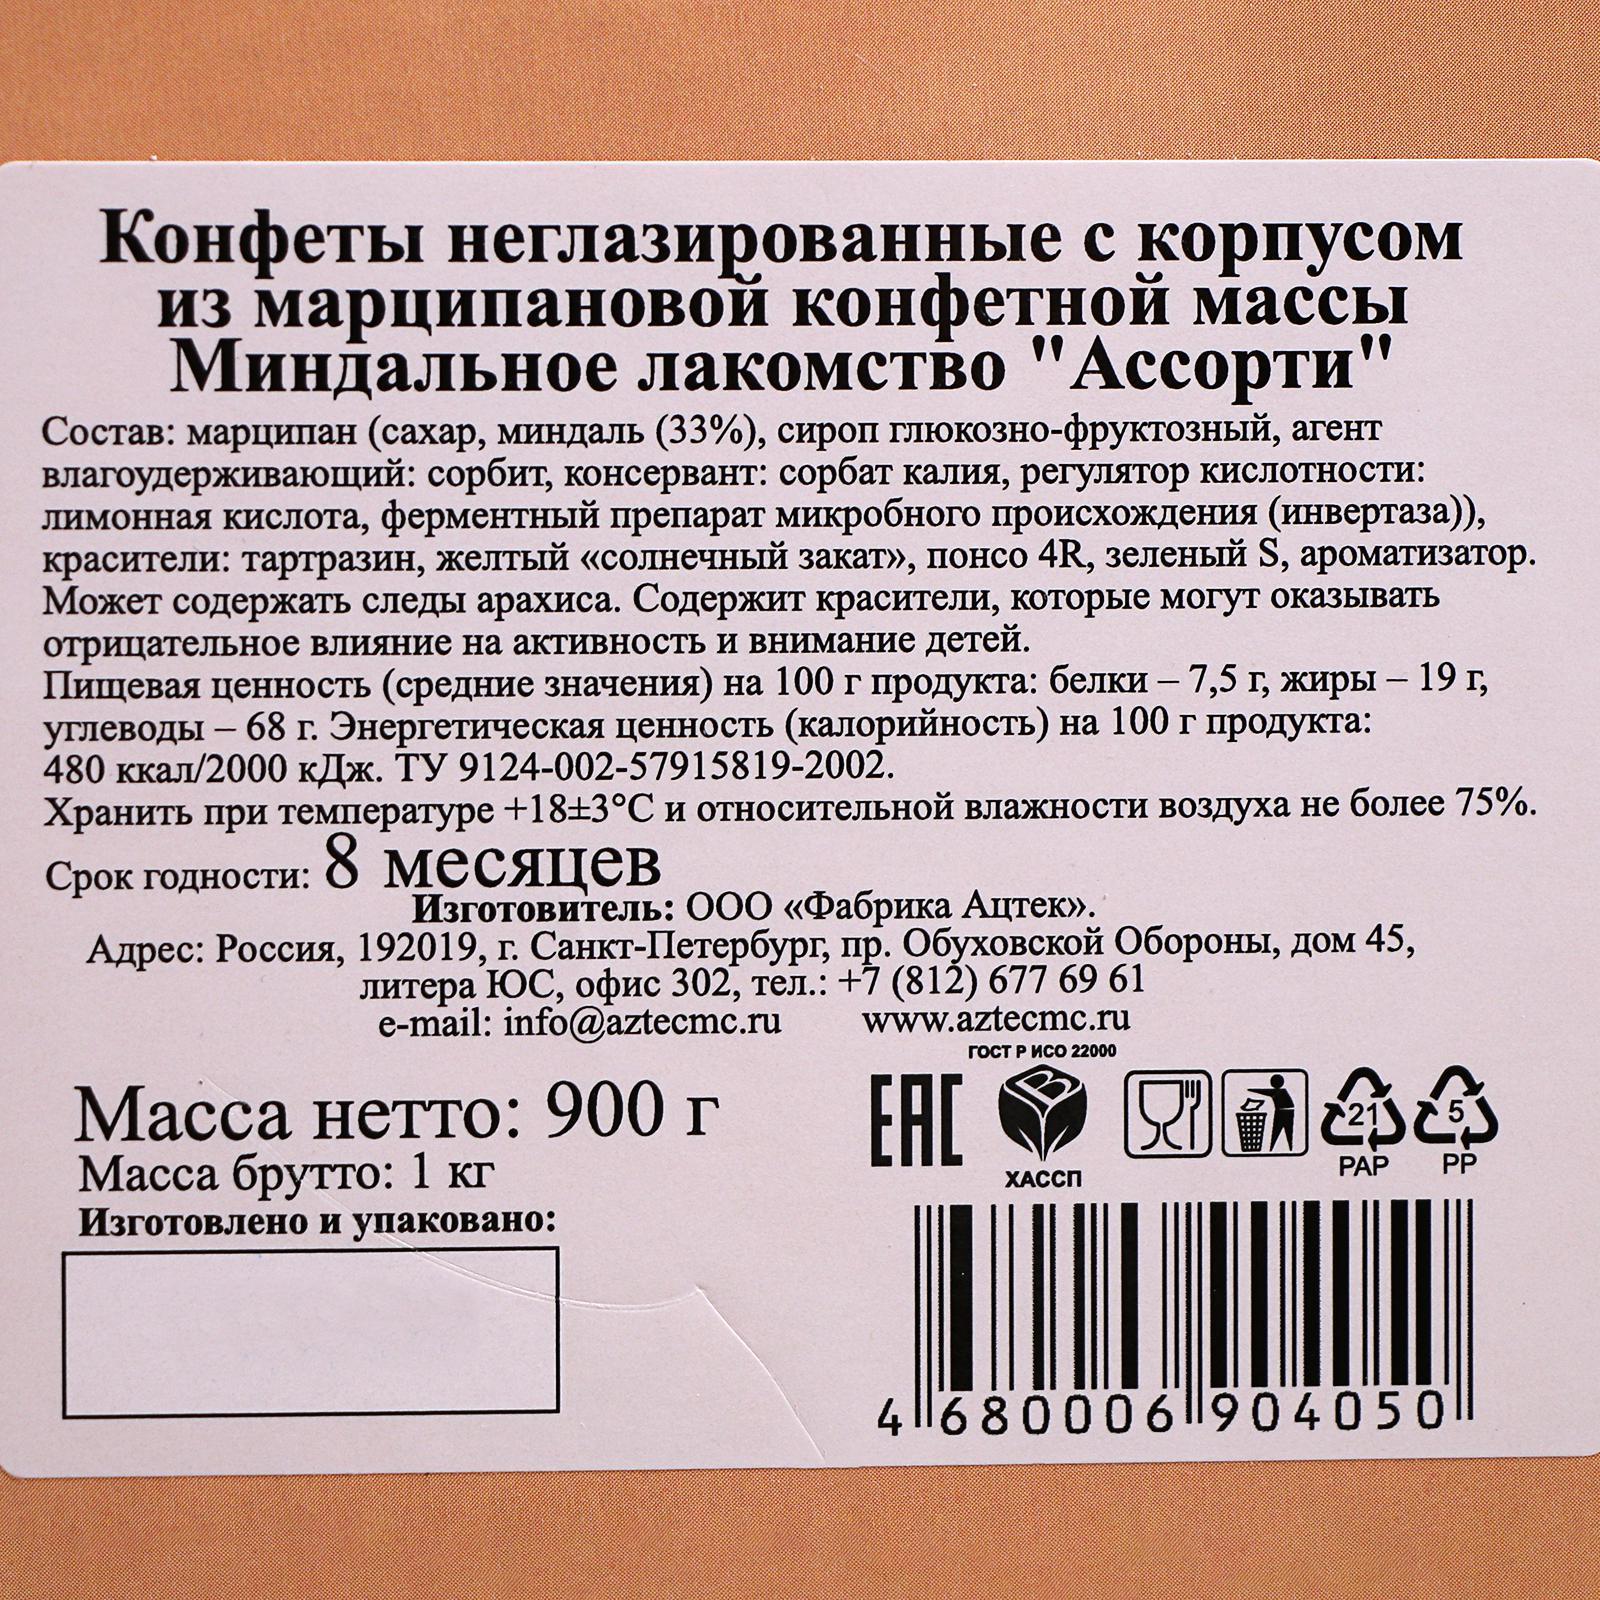 Конфеты неглазированные с корпусом
из марципановой конфетной массы
Миндальное лакомство "Ассорти"
Состав: марципан (сахар, миндаль (33%), сироп глюкозно-фруктозный, агент
влагоудерживающий: сорбит, консервант: сорбат калия, регулятор кислотности:
лимонная кислота, ферментный препарат микробного происхождения (инвертаза)),
красители: тартразин, желтый «солнечный закат», понсо 4R, зеленый S, ароматизатор.
Может содержать следы арахиса. Содержит красители, которые могут оказывать
отрицательное влияние на активность и внимание детей.
Пищевая ценность (средние значения) на 100 г продукта: белки – 7,5 г, жиры – 19 г,
углеводы – 68 г. Энергетическая ценность (калорийность) на 100 г продукта:
480 ккал/2000 кДж. ТУ 9124-002-57915819-2002.
Хранить при температуре +18±3°С и относительной влажности воздуха не более 75%.
Срок годности: 8 месяцев
Изготовитель: ООО «Фабрика Ацтек».
Адрес: Россия, 192019, г. Санкт-Петербург, пр. Обуховской Обороны, дом 45,
литера ЮС, офис 302, тел.: +7 (812) 677 69 61
e-mail: info@aztecmc.ru www.aztecmc.ru
ГОСТ Р ИСО 22000
Масса нетто: 900 г
ЕАС
21
5
ХАССП
PAP
PP
Масса брутто: 1 кг
Изготовлено и упаковано:
4 680006 904050